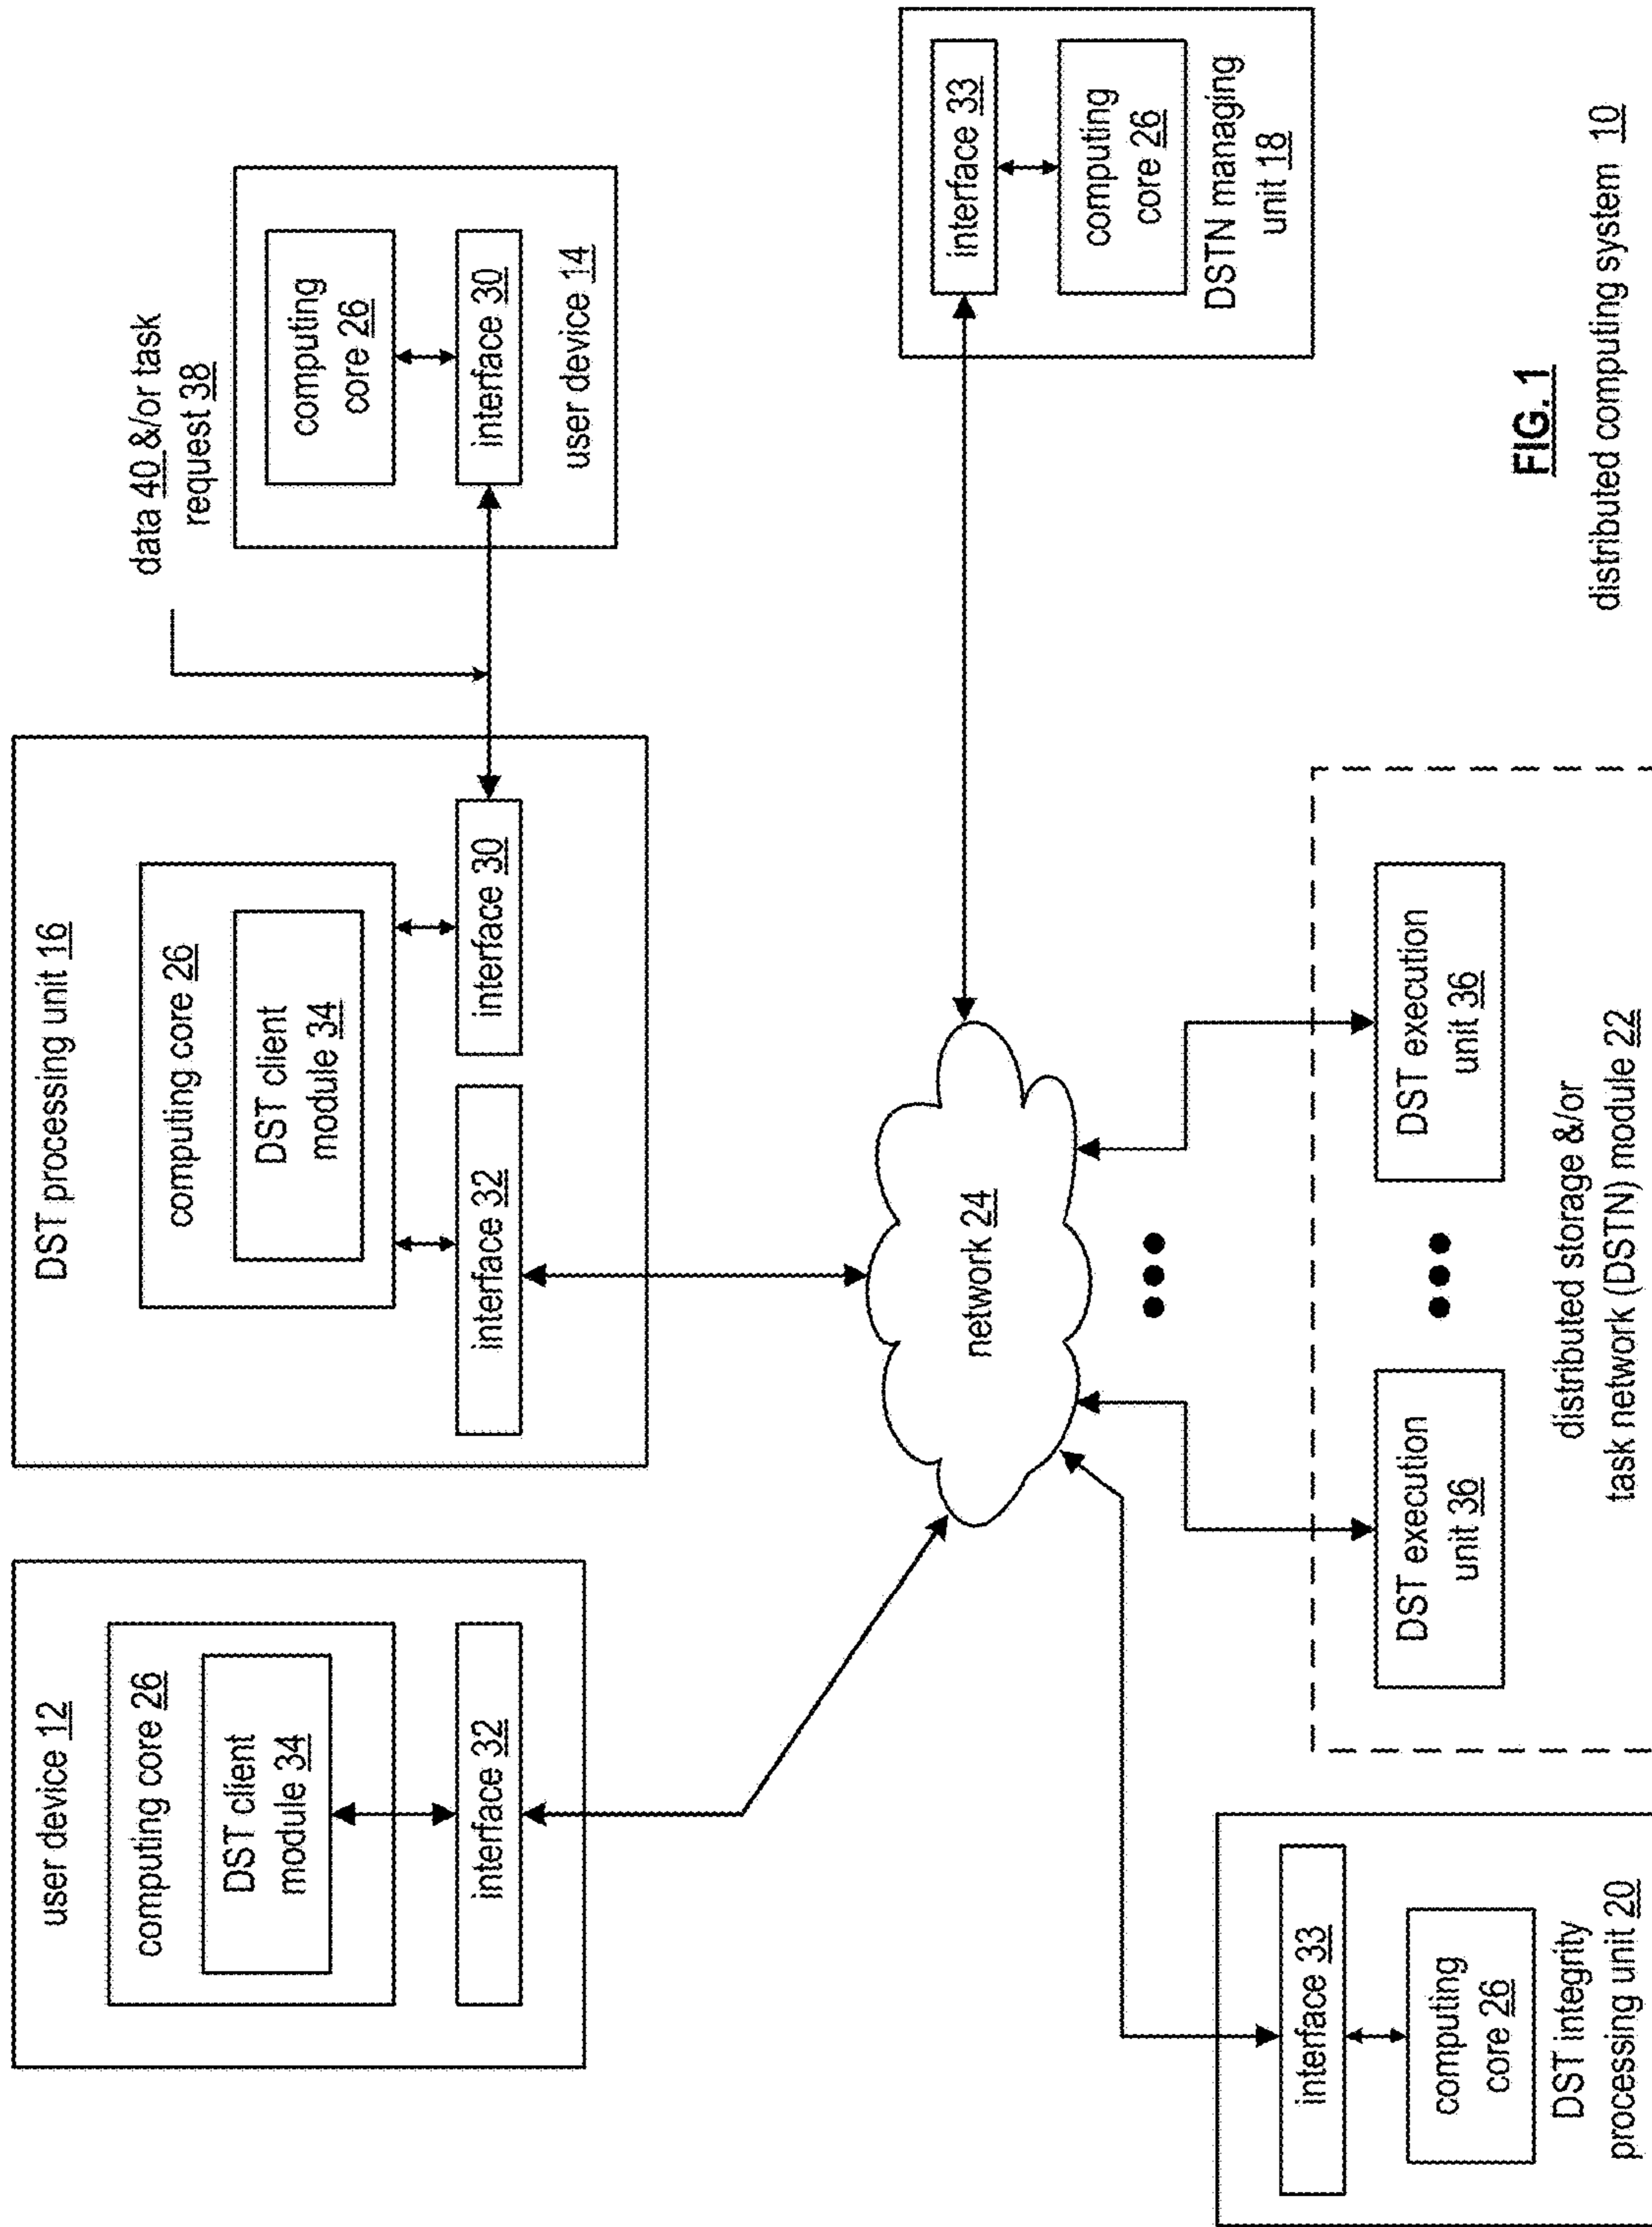 user device 12
computing core 26
DST client
module 34
interface 32
DST processing unit 16
computing core 26
DST client
module 34
interface 32
interface 30
data 40 &/or task
request 38
computing
core 26
interface 30
user device 14
network 24
interface 33
computing
core 26
DSTN managing
unit 18
interface 33
computing
core 26
DST integrity
processing unit 20
DST execution
unit 36
DST execution
unit 36
distributed storage &/or
task network (DSTN) module 22
FIG. 1
distributed computing system 10